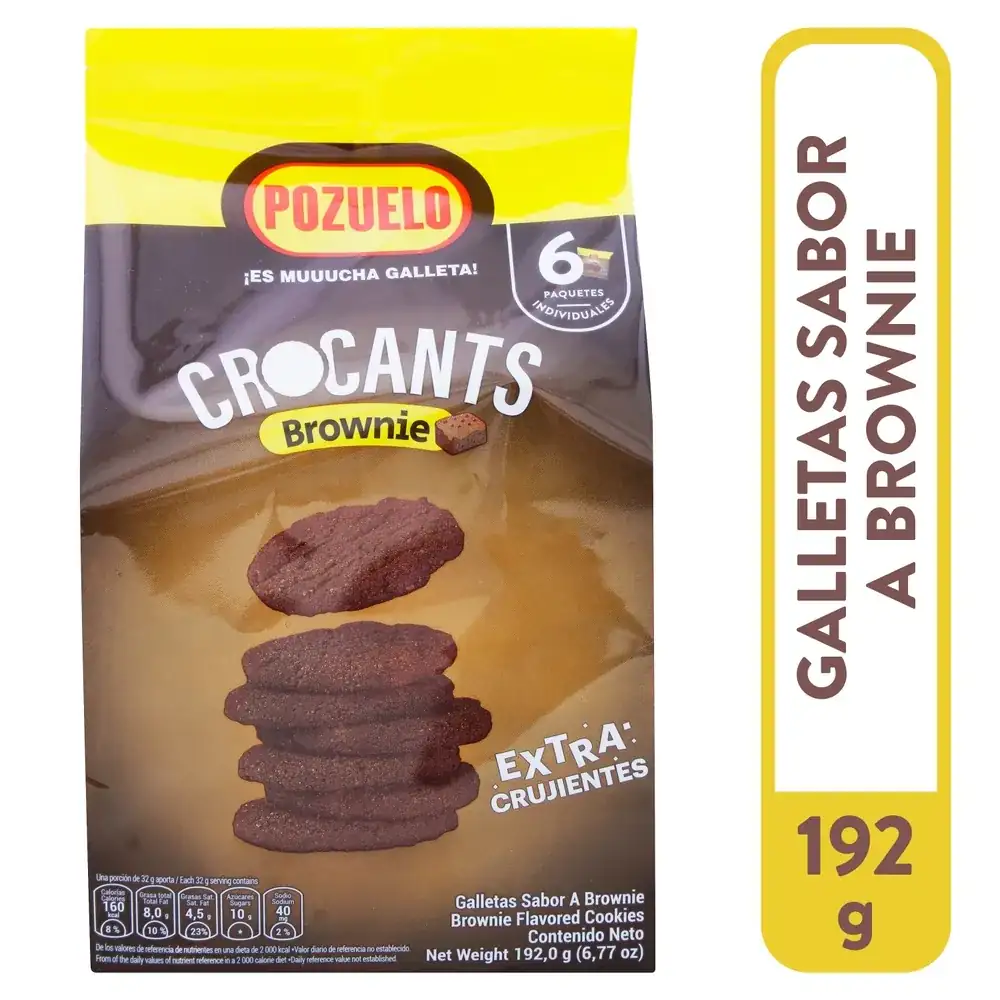 POZUELO
¡ES MUUUCHA GALLETA!
6
PAQUETES
INDIVIDUALES
CROCANTS
Brownie
EXTRA
CRUJIENTES
Una porción de 32 g aporta / Each 32 g serving contains
Calorías
Calories
160
kcal
8%
Grasa total
Total Fat
8,0 g
10%
Grasas Sat.
Sat. Fat
4,5 g
23%
Azúcares
Sugars
10 g
*
Sodio
Sodium
40
mg
2%
De los valores de referencia de nutrientes en una dieta de 2 000 kcal •Valor diario de referencia no establecido.
From of the daily values of nutrient reference in a 2 000 calorie diet •Daily reference value not established.
Galletas Sabor A Brownie
Brownie Flavored Cookies
Contenido Neto
Net Weight 192,0 g (6,77 oz)
GALLETAS SABOR
A BROWNIE
192
g